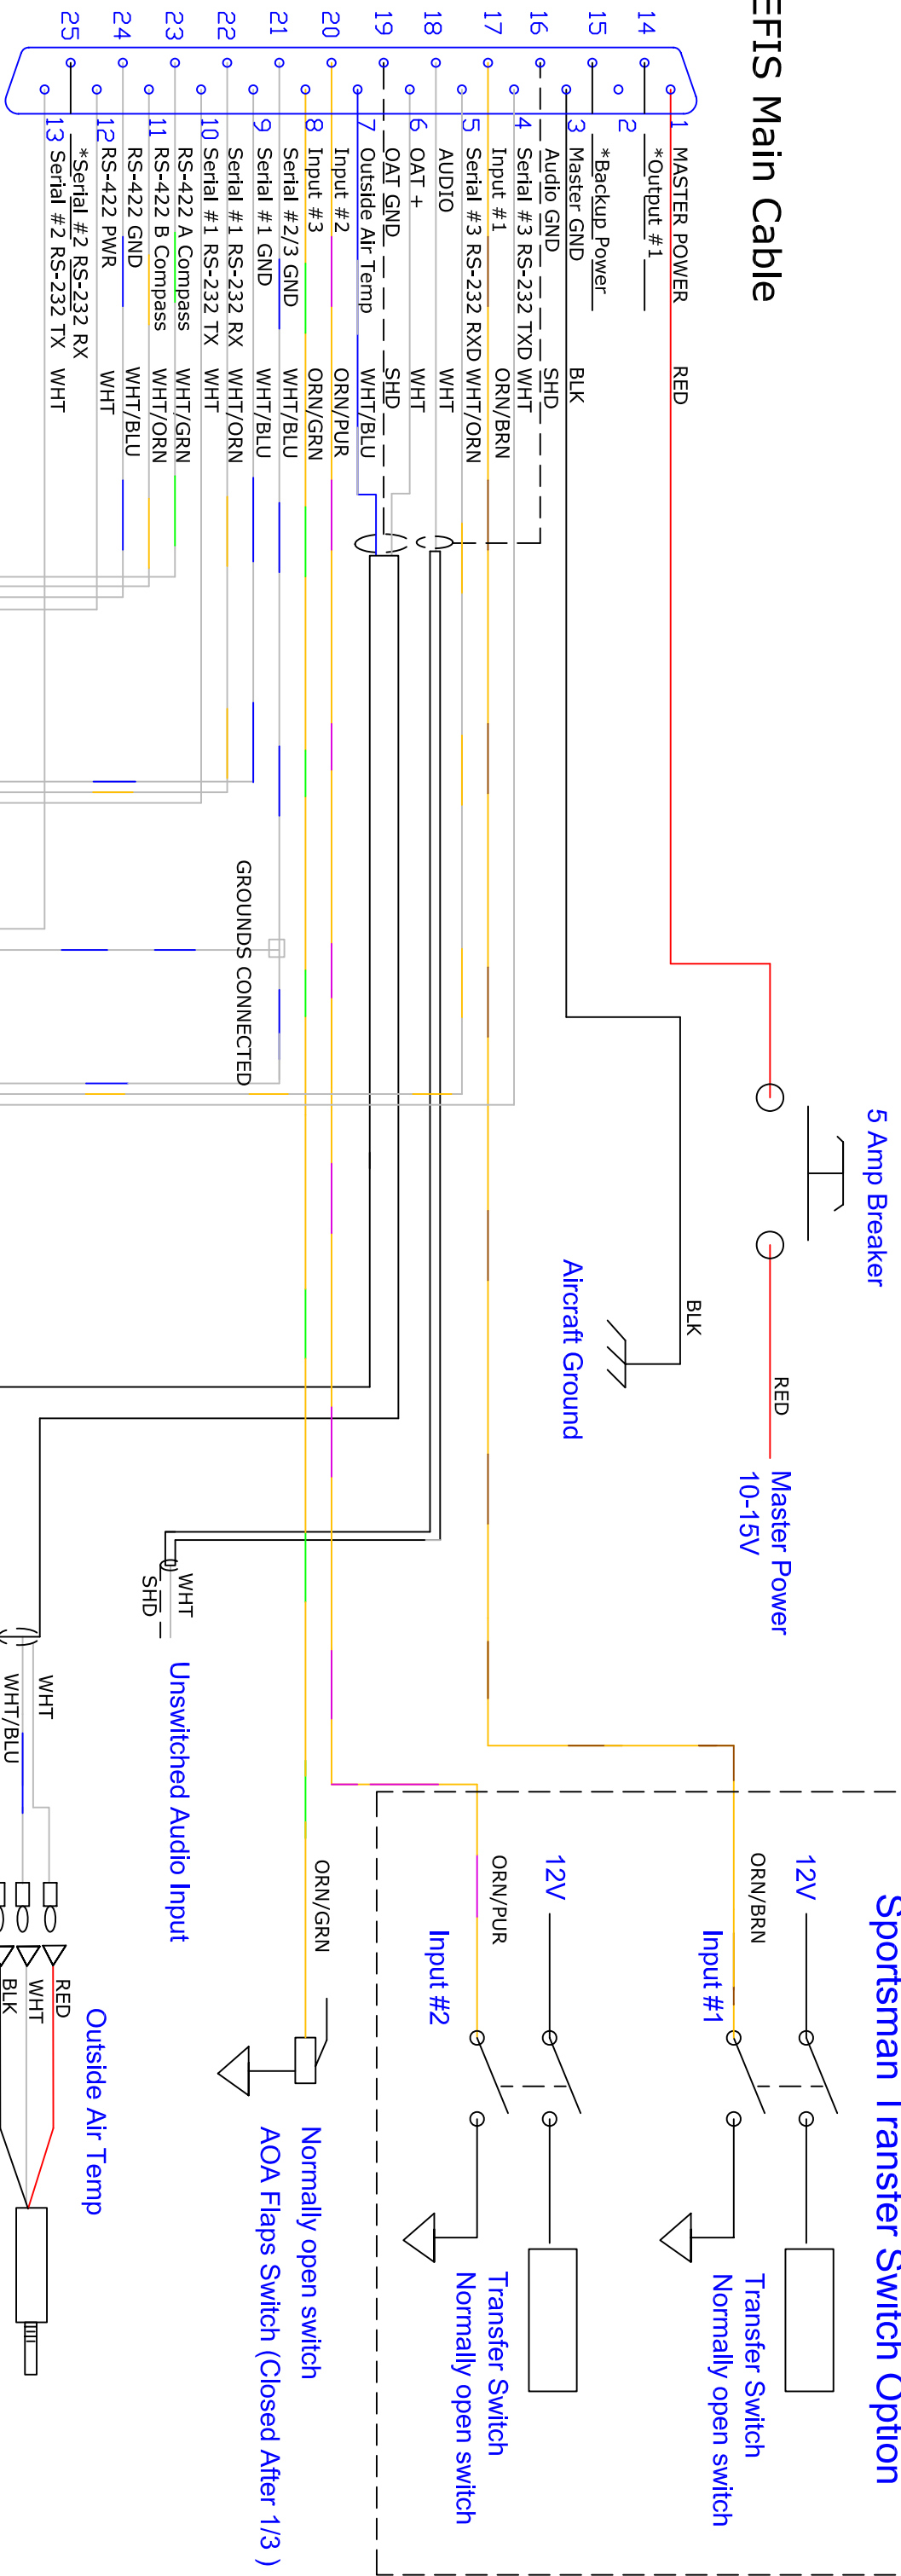 EFIS Main Cable
1 MASTER POWER RED
14 *Output #1
2
15 *Backup Power
3 Master GND BLK
16 Audio GND SHD
4 Serial #3 RS-232 TXD WHT
17 Input #1 ORN/BRN
5 Serial #3 RS-232 RXD WHT/ORN
18 AUDIO WHT
6 OAT + WHT
19 OAT GND SHD
7 Outside Air Temp WHT/BLU
20 Input #2 ORN/PUR
8 Input #3 ORN/GRN
21 Serial #2/3 GND WHT/BLU
9 Serial #1 GND WHT/BLU
22 Serial #1 RS-232 RX WHT/ORN
10 Serial #1 RS-232 TX WHT
23 RS-422 A Compass WHT/GRN
11 RS-422 B Compass WHT/ORN
24 RS-422 GND WHT/BLU
12 RS-422 PWR WHT
25 *Serial #2 RS-232 RX
13 Serial #2 RS-232 TX WHT
GROUNDS CONNECTED
5 Amp Breaker
RED
Master Power
10-15V
BLK
Aircraft Ground
WHT
SHD
Unswitched Audio Input
WHT
WHT/BLU
RED
WHT
BLK
Outside Air Temp
Sportsman Transfer Switch Option
12V
ORN/BRN
Input #1
Transfer Switch
Normally open switch
12V
ORN/PUR
Input #2
Transfer Switch
Normally open switch
ORN/GRN
Normally open switch
AOA Flaps Switch (Closed After 1/3 )